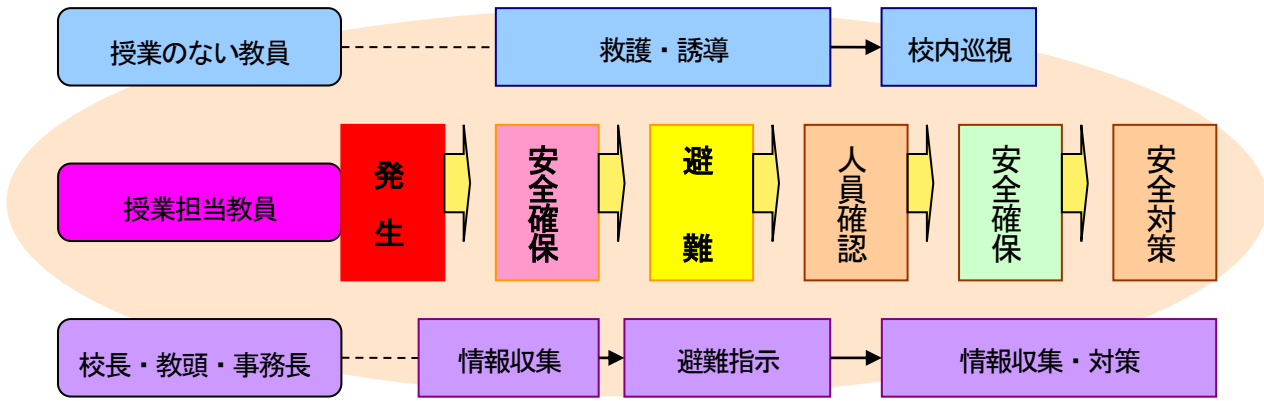 授業のない教員
救護・誘導
校内巡視
授業担当教員
発生
安全確保
避難
人員確認
安全確保
安全対策
校長・教頭・事務長
情報収集
避難指示
情報収集・対策